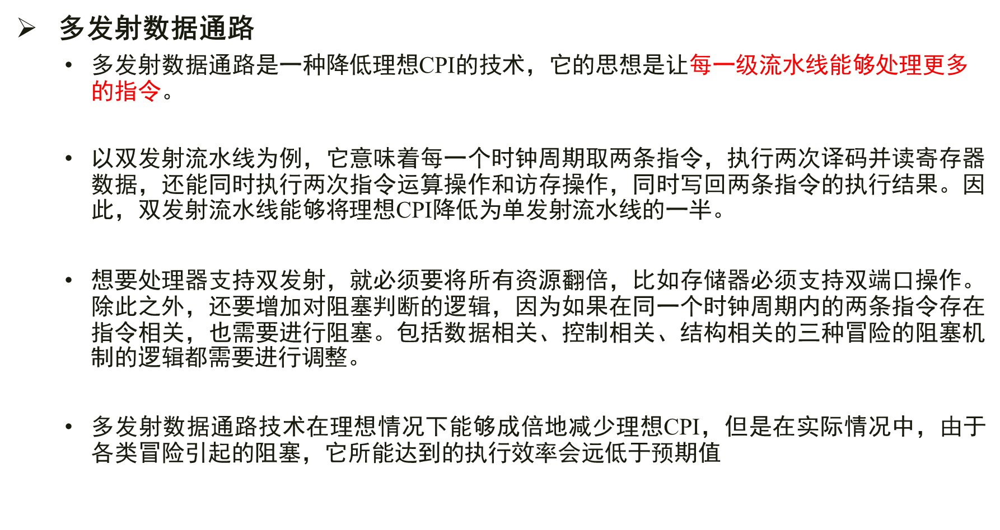 ➢ 多发射数据通路
• 多发射数据通路是一种降低理想CPI的技术，它的思想是让每一级流水线能够处理更多
的指令。
• 以双发射流水线为例，它意味着每一个时钟周期取两条指令，执行两次译码并读寄存器
数据，还能同时执行两次指令运算操作和访存操作，同时写回两条指令的执行结果。因
此，双发射流水线能够将理想CPI降低为单发射流水线的一半。
• 想要处理器支持双发射，就必须要将所有资源翻倍，比如存储器必须支持双端口操作。
除此之外，还要增加对阻塞判断的逻辑，因为如果在同一个时钟周期内的两条指令存在
指令相关，也需要进行阻塞。包括数据相关、控制相关、结构相关的三种冒险的阻塞机
制的逻辑都需要进行调整。
• 多发射数据通路技术在理想情况下能够成倍地减少理想CPI，但是在实际情况中，由于
各类冒险引起的阻塞，它所能达到的执行效率会远低于预期值